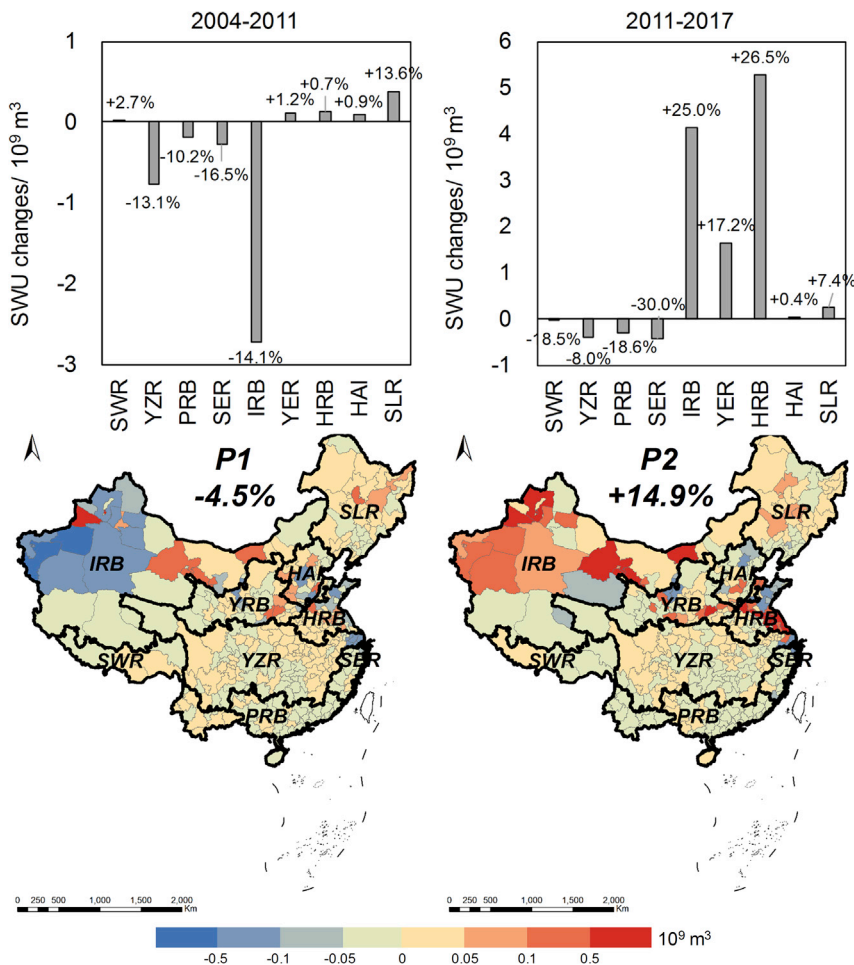 2004-2011
SWU changes/ 10⁹ m³
1
0
-1
-2
-3
+2.7%
-13.1%
-10.2%
-16.5%
-14.1%
+1.2%
+0.7%
+0.9%
+13.6%
SWR
YZR
PRB
SER
IRB
YER
HRB
HAI
SLR
2011-2017
SWU changes/ 10⁹ m³
6
5
4
3
2
1
0
-1
-18.5%
-8.0%
-18.6%
-30.0%
+25.0%
+17.2%
+26.5%
+0.4%
+7.4%
SWR
YZR
PRB
SER
IRB
YER
HRB
HAI
SLR
P1
-4.5%
SLR
IRB
HAI
YRB
HRB
SWR
YZR
SER
PRB
0 250 500 1,000 1,500 2,000
Km
P2
+14.9%
SLR
IRB
HAI
YRB
HRB
SWR
YZR
SER
PRB
0 250 500 1,000 1,500 2,000
Km
10⁹ m³
-0.5 -0.1 -0.05 0 0.05 0.1 0.5